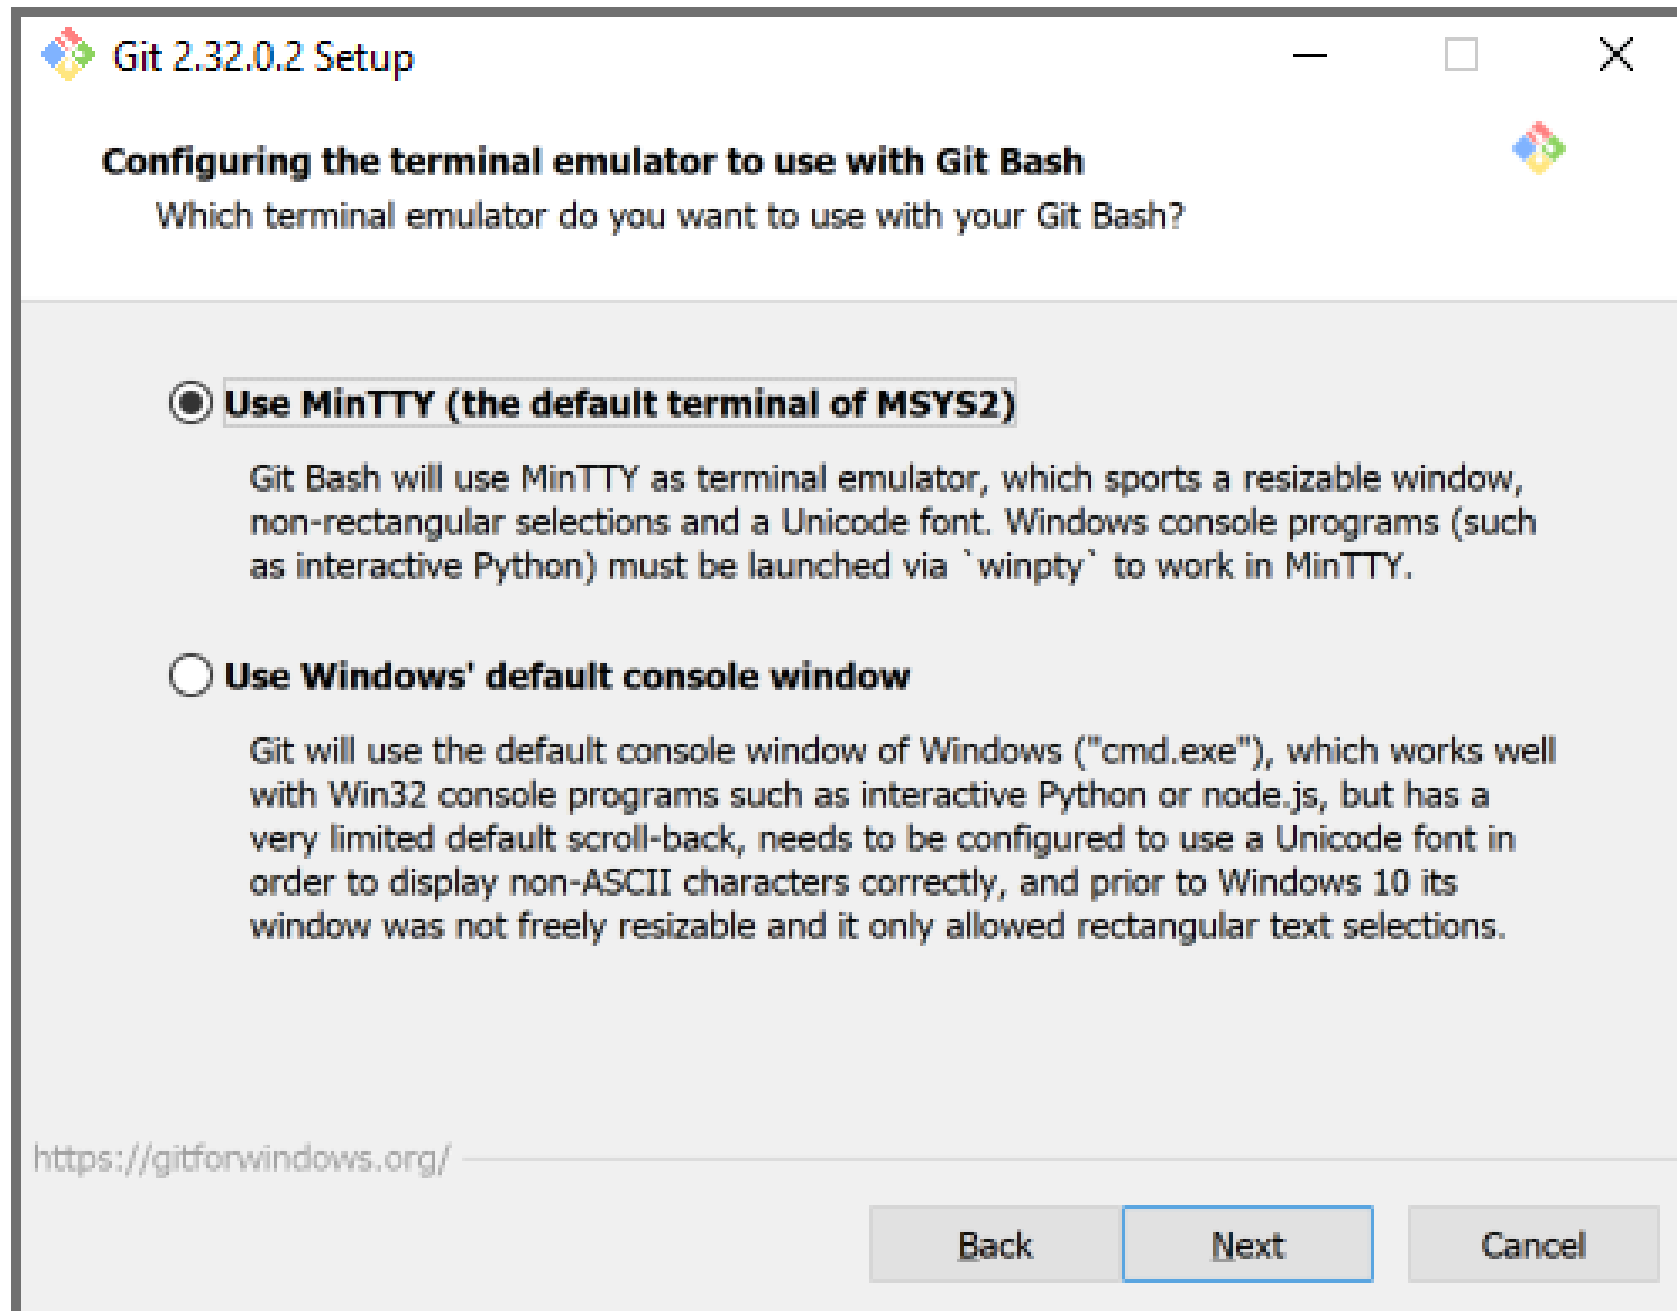 Git 2.32.0.2 Setup
Configuring the terminal emulator to use with Git Bash
Which terminal emulator do you want to use with your Git Bash?
Use MinTTY (the default terminal of MSYS2)
Git Bash will use MinTTY as terminal emulator, which sports a resizable window,
non-rectangular selections and a Unicode font. Windows console programs (such
as interactive Python) must be launched via `winpty` to work in MinTTY.
Use Windows' default console window
Git will use the default console window of Windows ("cmd.exe"), which works well
with Win32 console programs such as interactive Python or node.js, but has a
very limited default scroll-back, needs to be configured to use a Unicode font in
order to display non-ASCII characters correctly, and prior to Windows 10 its
window was not freely resizable and it only allowed rectangular text selections.
https://gitforwindows.org/
Back Next Cancel